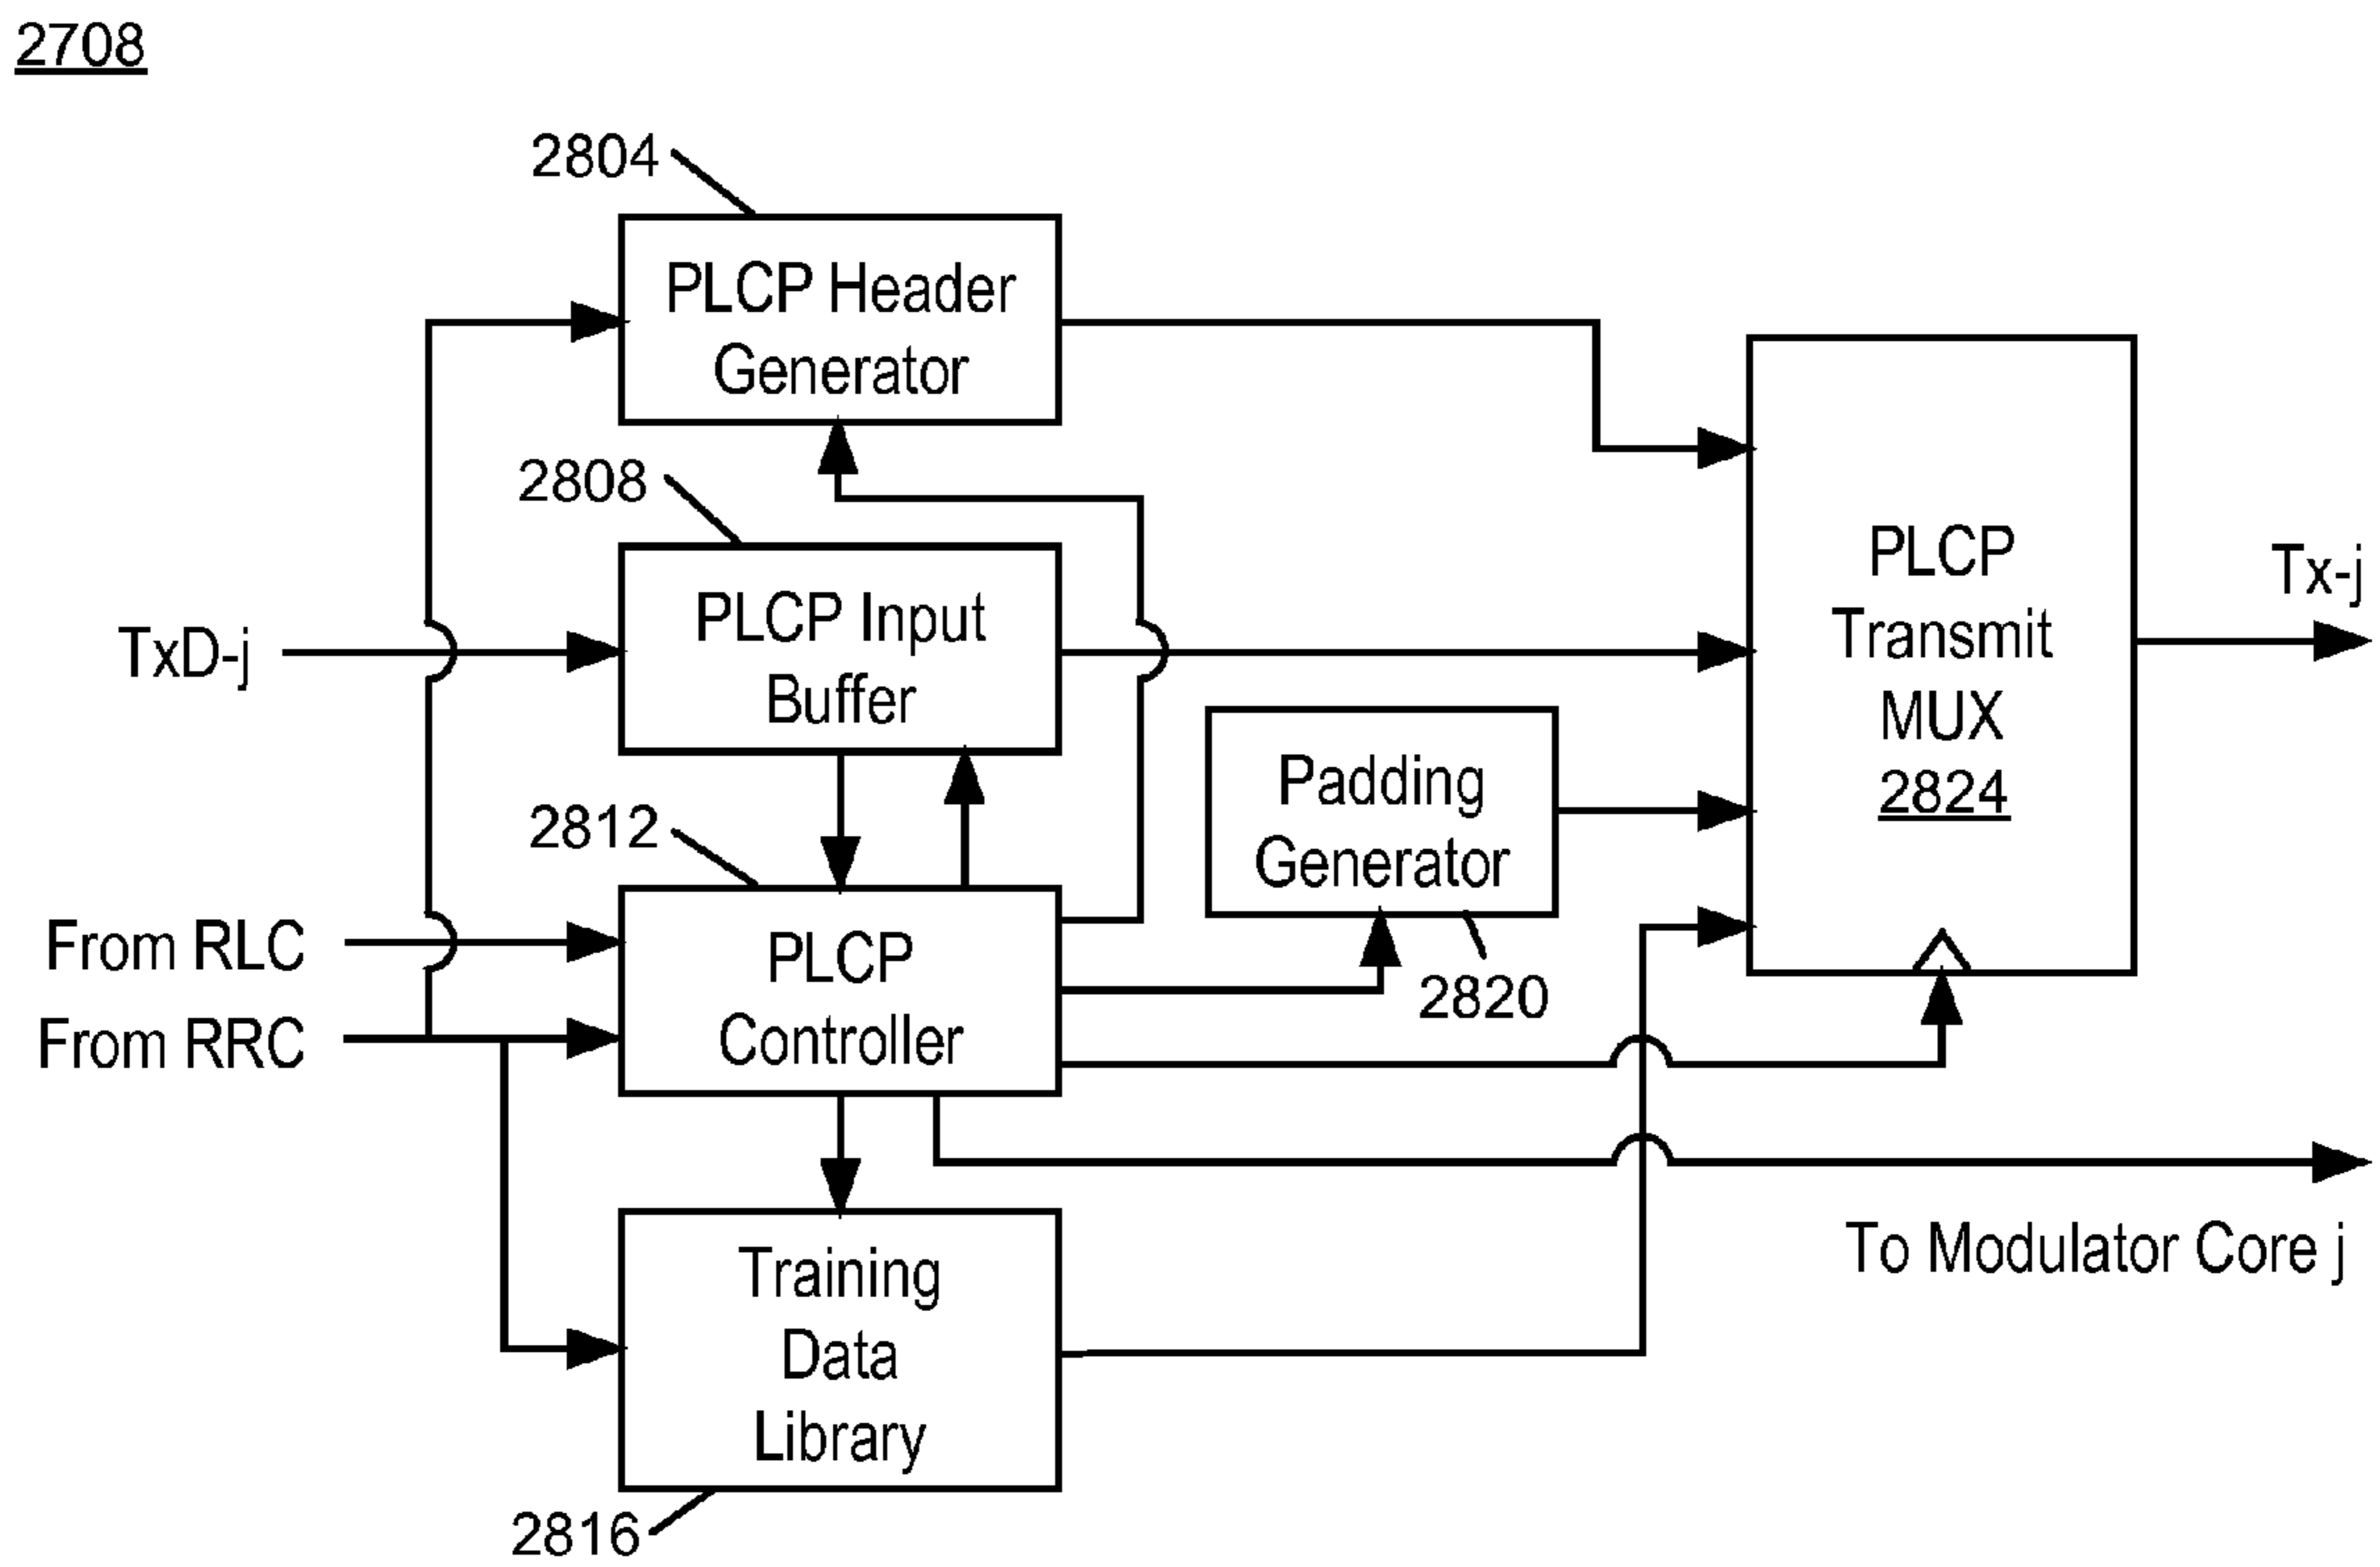 2708
2804
PLCP Header
Generator
2808
PLCP Input
Buffer
TxD-j
PLCP
Transmit
MUX
2824
Tx-j
Padding
Generator
2820
2812
PLCP
Controller
From RLC
From RRC
To Modulator Core j
Training
Data
Library
2816